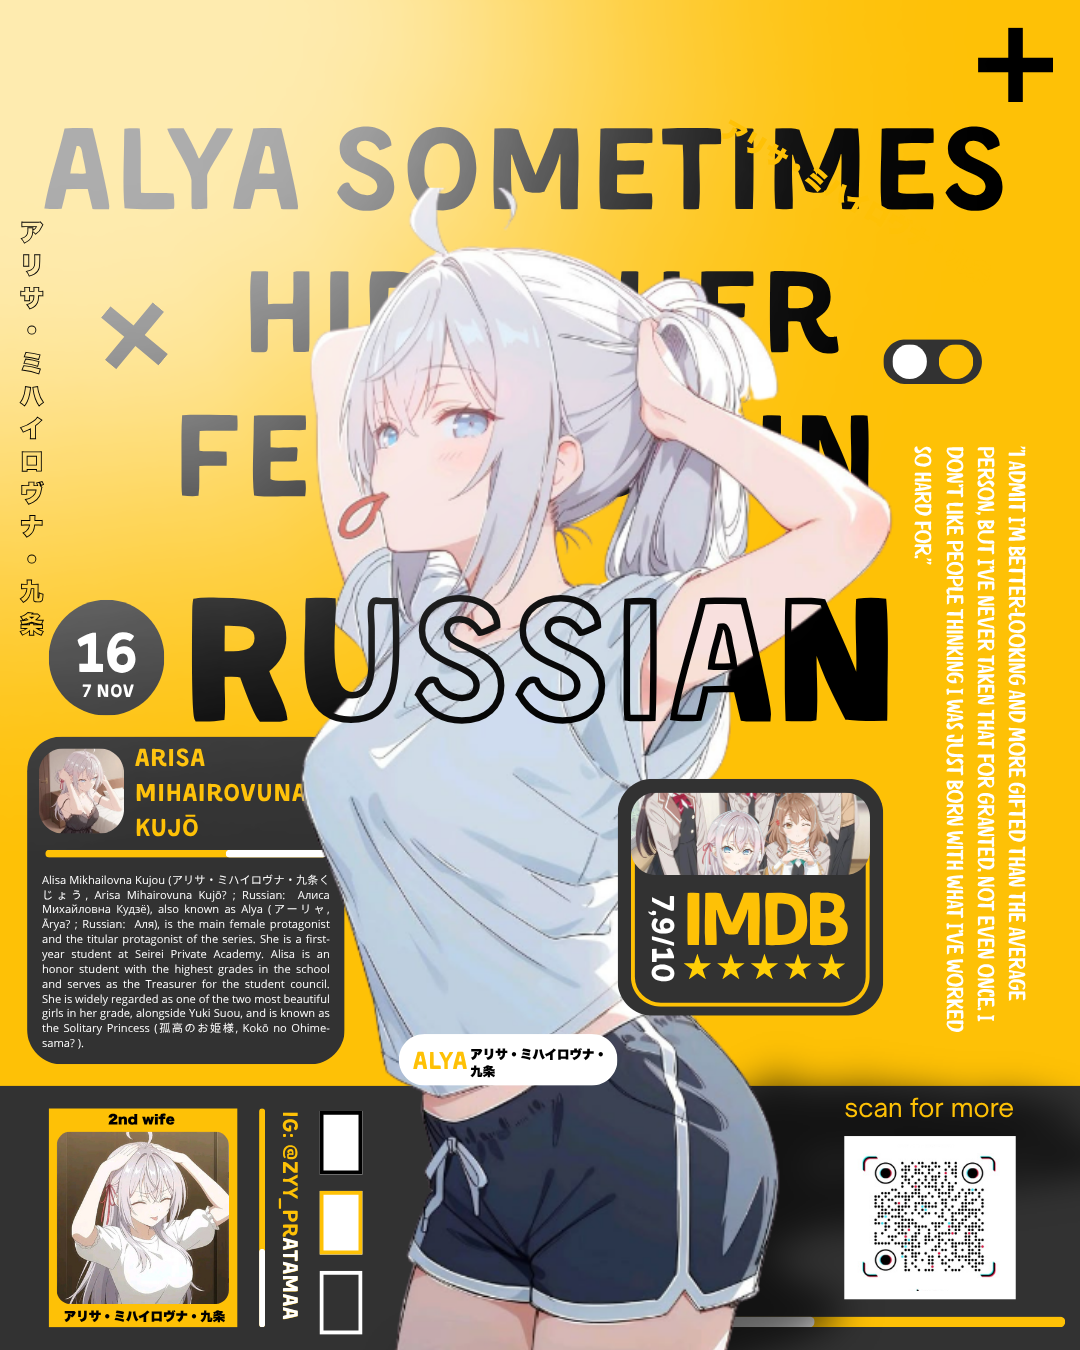 ALYA SOMETIMES
HER
IN
RUSSIAN
アリサ・ミ
アリサ・ミハイロヴナ・九条
16
7 NOV
"I ADMIT I'M BETTER-LOOKING AND MORE GIFTED THAN THE AVERAGE
PERSON, BUT I'VE NEVER TAKEN THAT FOR GRANTED, NOT EVEN ONCE. I
DON'T LIKE PEOPLE THINKING I WAS JUST BORN WITH WHAT I'VE WORKED
SO HARD FOR."
ARISA
MIHAIROVUNA
KUJŌ
Alisa Mikhailovna Kujou (アリサ・ミハイロヴナ・九条く
じょう, Arisa Mihairovuna Kujō? ; Russian: Алиса
Михайловна Кудзё), also known as Alya (アーリャ,
Ārya? ; Russian: Аля), is the main female protagonist
and the titular protagonist of the series. She is a first-
year student at Seirei Private Academy. Alisa is an
honor student with the highest grades in the school
and serves as the Treasurer for the student council.
She is widely regarded as one of the two most beautiful
girls in her grade, alongside Yuki Suou, and is known as
the Solitary Princess (孤高のお姫様, Kokō no Ohime-
sama? ).
7,9/10
IMDB
ALYA
アリサ・ミハイロヴナ・
九条
2nd wife
アリサ・ミハイロヴナ・九条
IG: @ZYY_PRATAMAA
scan for more